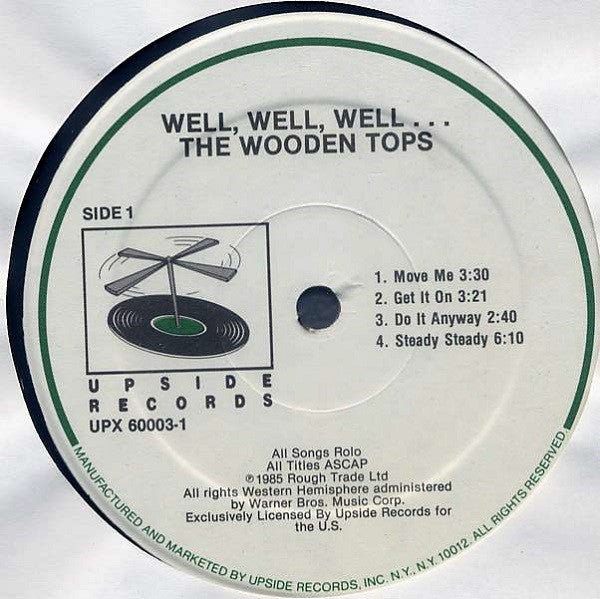 WELL, WELL, WELL . . .
THE WOODEN TOPS
SIDE 1
1. Move Me 3:30
2. Get It On 3:21
3. Do It Anyway 2:40
4. Steady Steady 6:10
UPSIDE
RECORDS
UPX 60003-1
All Songs Rolo
All Titles ASCAP
℗1985 Rough Trade Ltd
All rights Western Hemisphere administered
by Warner Bros. Music Corp.
Exclusively Licensed By Upside Records for
the U.S.
MANUFACTURED AND MARKETED BY UPSIDE RECORDS, INC. N.Y., N.Y. 10012. ALL RIGHTS RESERVED